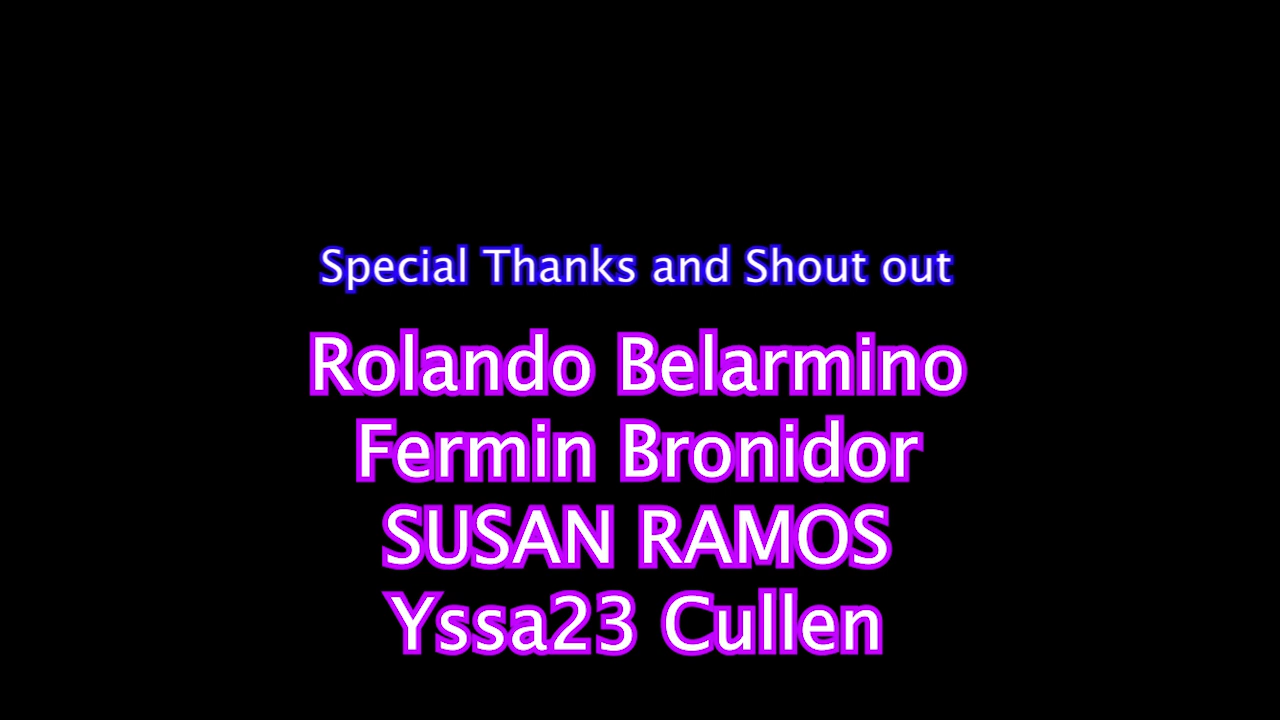 Special Thanks and Shout out
Rolando Belarmino
Fermin Bronidor
SUSAN RAMOS
Yssa23 Cullen